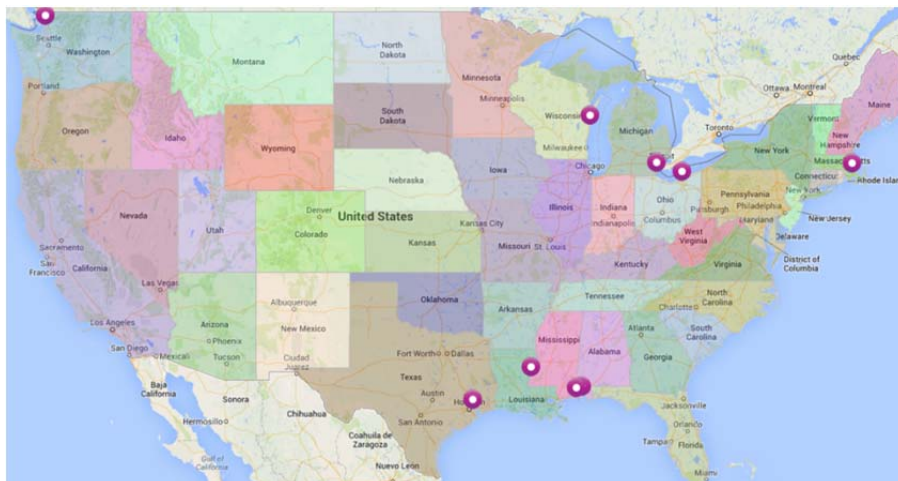 Seattle
Washington
Portland
Oregon
Idaho
Montana
Wyoming
North
Dakota
South
Dakota
Nebraska
Minnesota
Minneapolis
Wisconsin
Milwaukee
Michigan
Chicago
Iowa
Illinois
Indiana
Indianapolis
Ohio
Columbus
Toronto
Ottawa
Montreal
Quebec
Maine
Vermont
New
Hampshire
New York
Connecticut
Rhode Islan
New York
Pennsylvania
Pittsburgh
Philadelphia
Maryland
New Jersey
Delaware
District of
Columbia
West
Virginia
Virginia
Kentucky
Nevada
Utah
Denver
Colorado
United States
Kansas
Kansas City
Missouri
St. Louis
Sacramento
San
Francisco
California
Las Vegas
Los Angeles
San Diego
Mexicali
Arizona
Phoenix
Tucson
Albuquerque
New Mexico
Ciudad
Juarez
Oklahoma
Arkansas
Tennessee
North
Carolina
Charlotte
South
Carolina
Mississippi
Alabama
Atlanta
Georgia
Fort Worth
Dallas
Texas
Austin
San Antonio
Louisiana
Jacksonville
Orlando
Tampa
Florida
Miami
Baja
California
Sonora
Hermosillo
Gulf of
California
Chihuahua
Coahuila de
Zaragoza
Nuevo Leon